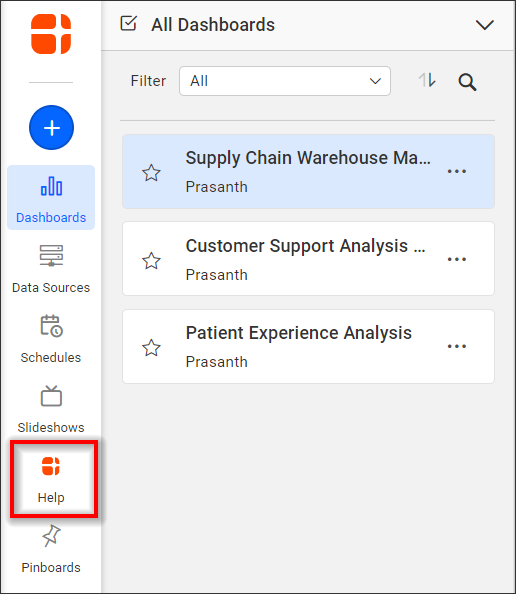 All Dashboards
Filter
All
Supply Chain Warehouse Ma...
Prasanth
Customer Support Analysis ...
Prasanth
Patient Experience Analysis
Prasanth
Dashboards
Data Sources
Schedules
Slideshows
Help
Pinboards